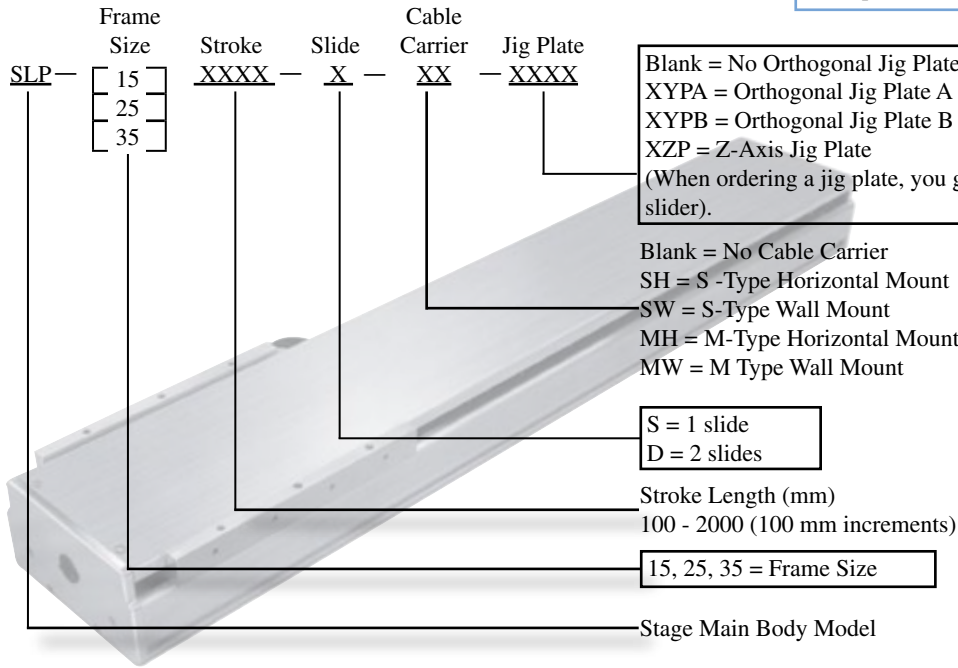 Frame Size
Stroke
Slide
Cable Carrier
Jig Plate
SLP — 15 25 35 XXXX — X — XX — XXXX
Blank = No Orthogonal Jig Plate
XYPA = Orthogonal Jig Plate A
XYPB = Orthogonal Jig Plate B
XZP = Z-Axis Jig Plate
(When ordering a jig plate, you
slider).
Blank = No Cable Carrier
SH = S -Type Horizontal Mount
SW = S-Type Wall Mount
MH = M-Type Horizontal Mount
MW = M Type Wall Mount
S = 1 slide
D = 2 slides
Stroke Length (mm)
100 - 2000 (100 mm increments)
15, 25, 35 = Frame Size
Stage Main Body Model